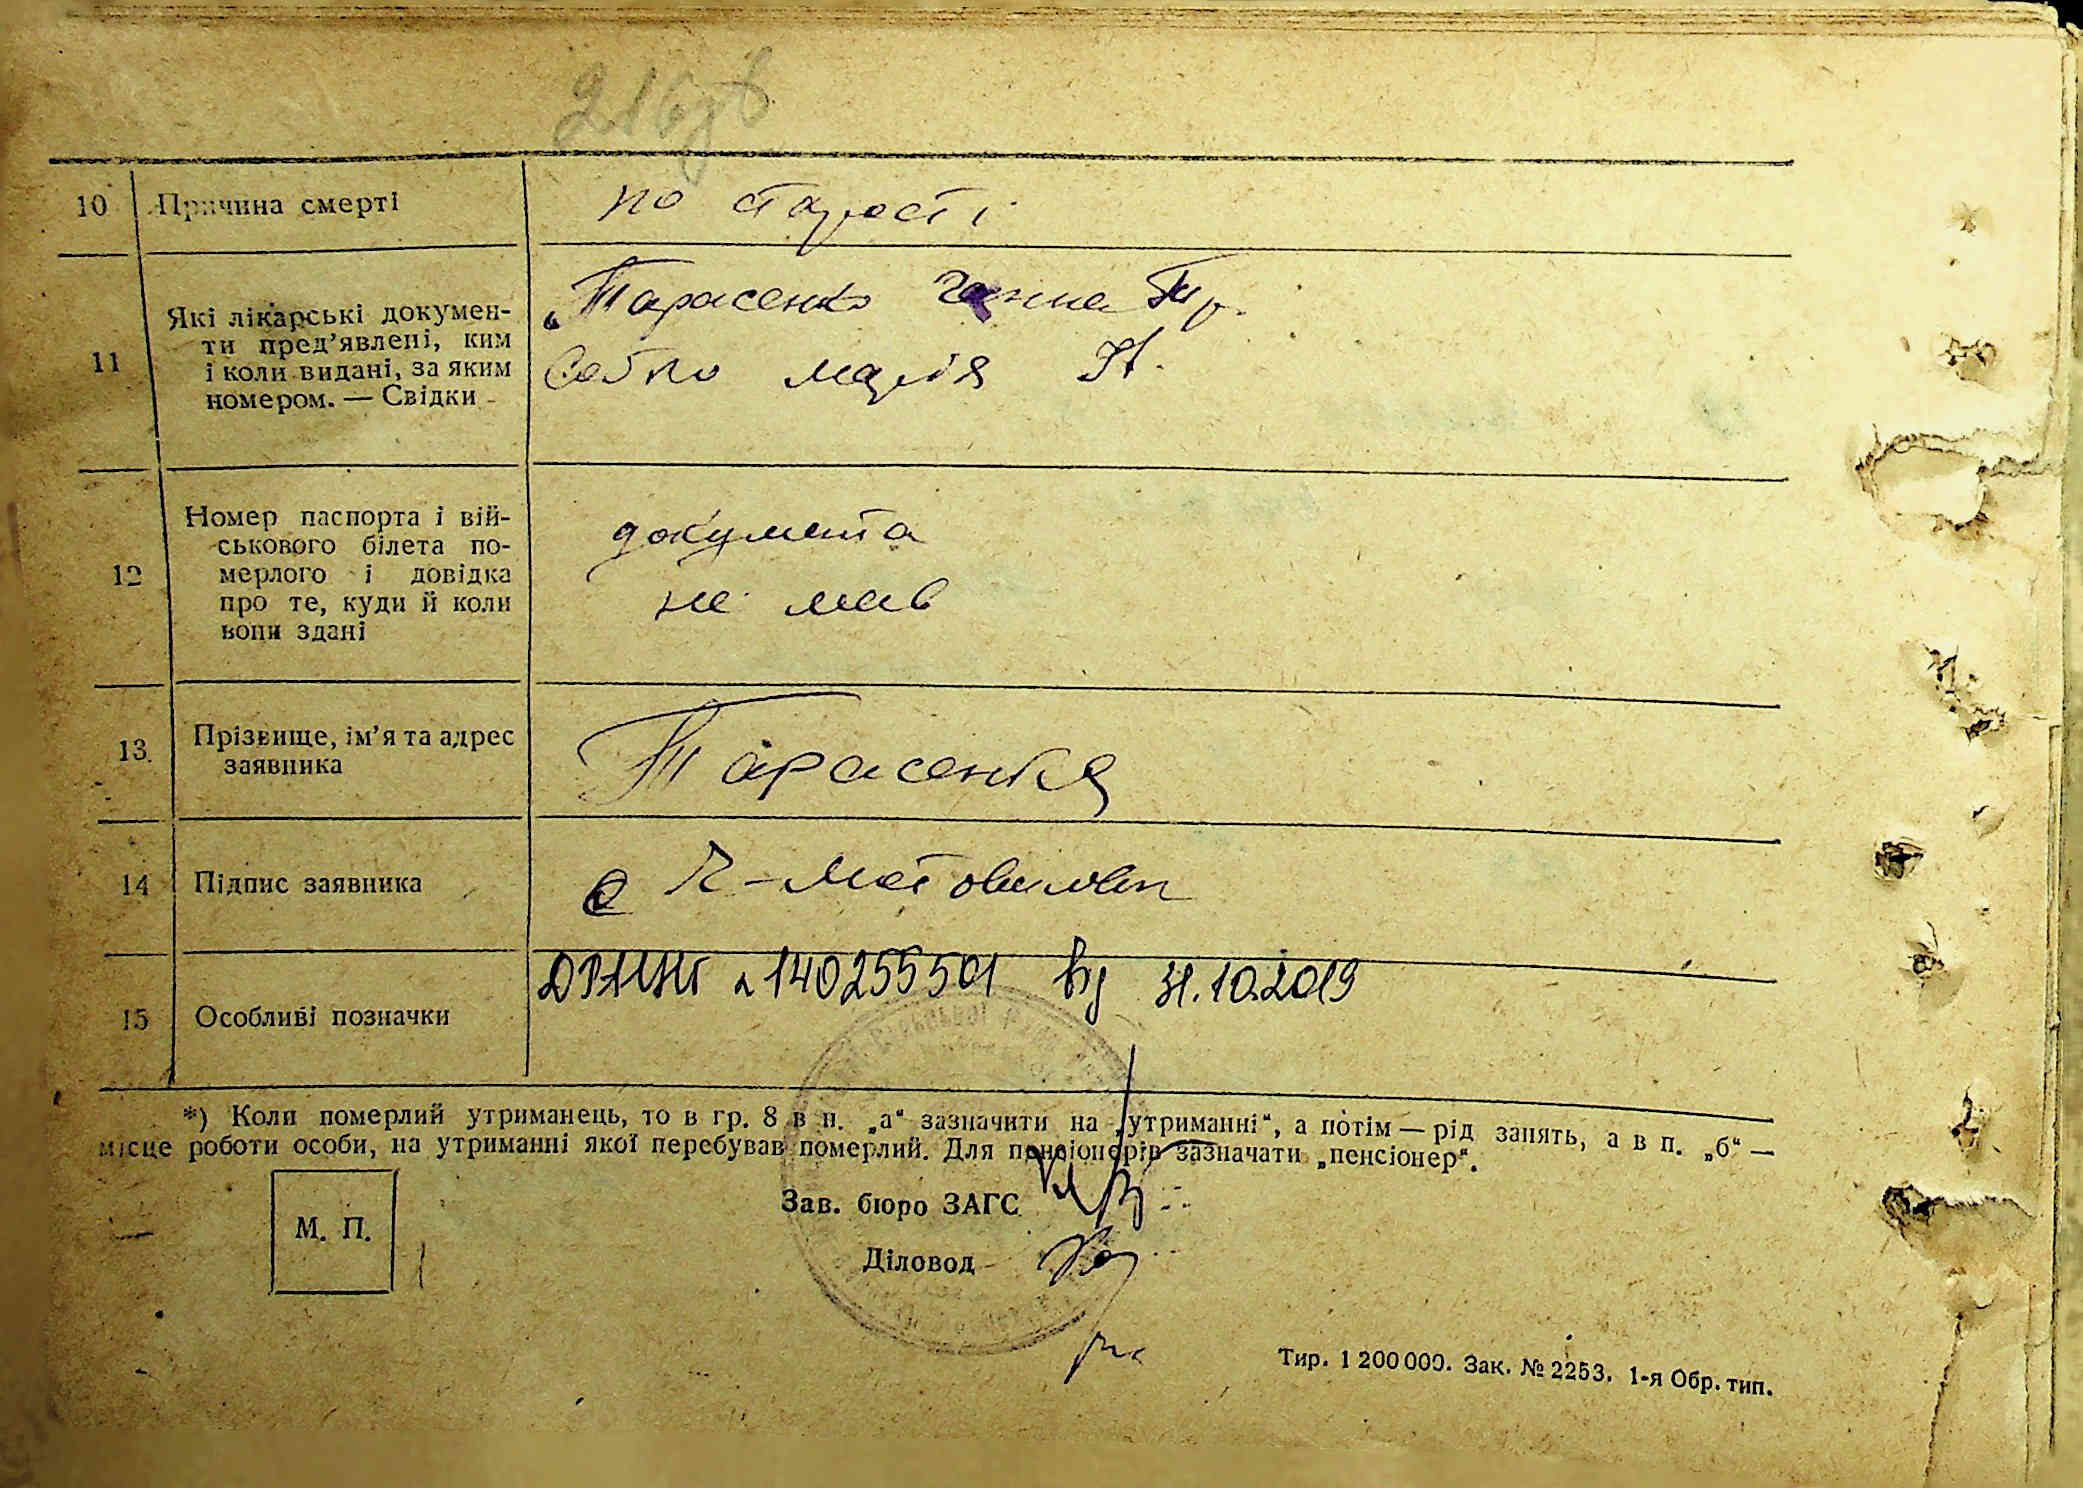 10 Причина смерті по старості
11 Які лікарські докумен-
ти пред'явлені, ким
і коли видані, за яким
номером. — Свідки
Тарасенко Ганна Гр.
марія
12 Номер паспорта і вій-
ськового білета по-
мерлого і довідка
про те, куди й коли
вони здані
документа
не мав
13 Прізвище, ім'я та адрес
заявника
Тарасенко
14 Підпис заявника с
15 Особливі позначки
ДРАЦСГ 140255501 від 31.10.2019
*) Коли померлий утриманець, то в гр. 8 в п. „а“ зазначити на „утриманні“, а потім — рід занять, а в п. „б“ —
місце роботи особи, на утриманні якої перебував померлий. Для пенсіонерів зазначати „пенсіонер“.
Зав. бюро ЗАГС
М. П.
Діловод
Тир. 1 200 000. Зак. № 2253. 1-я Обр. тип.